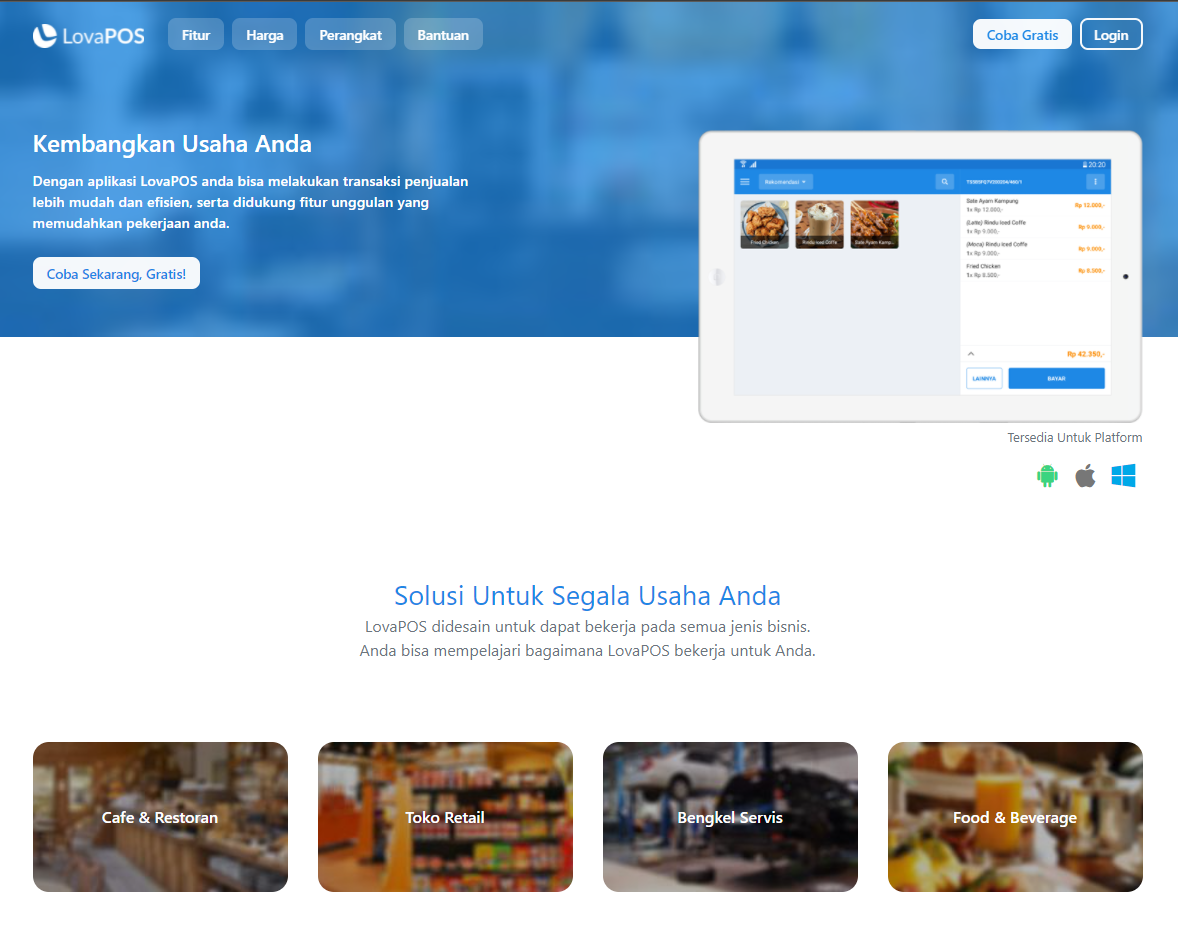 LovaPOS
Fitur
Harga
Perangkat
Bantuan
Coba Gratis
Login
Kembangkan Usaha Anda
Dengan aplikasi LovaPOS anda bisa melakukan transaksi penjualan
lebih mudah dan efisien, serta didukung fitur unggulan yang
memudahkan pekerjaan anda.
Coba Sekarang, Gratis!
20:20
Rekomendasi
Fried Chicken
Rindu Iced Coffe
Sate Ayam Kamp...
Sate Ayam Kampung
1x Rp 12.000,-
Rp 12.000,-
(Latte) Rindu Iced Coffe
1x Rp 9.000,-
Rp 9.000,-
(Moca) Rindu Iced Coffe
1x Rp 9.000,-
Rp 9.000,-
Fried Chicken
1x Rp 8.500,-
Rp 8.500,-
Rp 42.350,-
LAINNYA
BAYAR
Tersedia Untuk Platform
Solusi Untuk Segala Usaha Anda
LovaPOS didesain untuk dapat bekerja pada semua jenis bisnis.
Anda bisa mempelajari bagaimana LovaPOS bekerja untuk Anda.
Cafe & Restoran
Toko Retail
Bengkel Servis
Food & Beverage